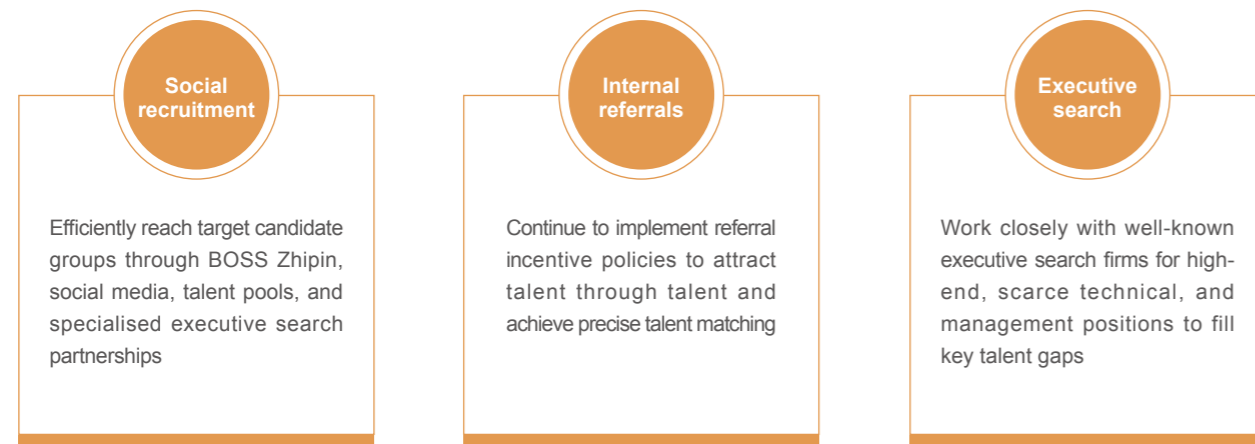 Social
recruitment
Efficiently reach target candidate
groups through BOSS Zhipin,
social media, talent pools, and
specialised executive search
partnerships
Internal
referrals
Continue to implement referral
incentive policies to attract
talent through talent and
achieve precise talent matching
Executive
search
Work closely with well-known
executive search firms for high-
end, scarce technical, and
management positions to fill
key talent gaps